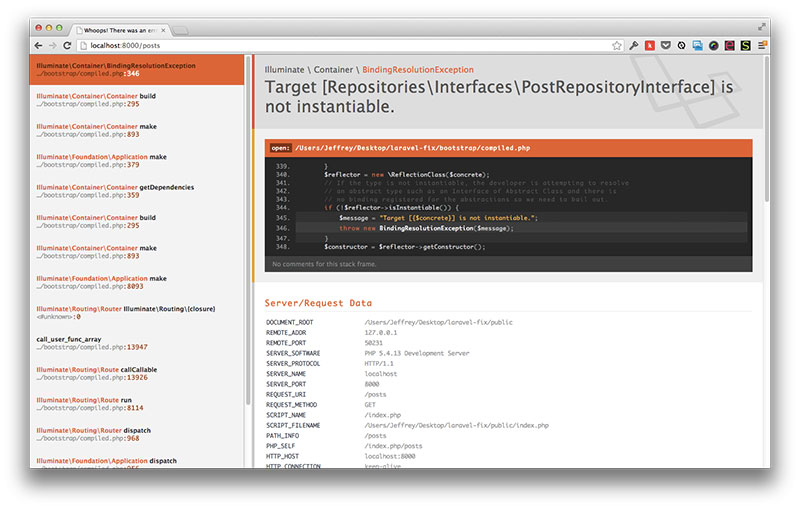 Whoops! There was an err
localhost:8000/posts
Illuminate\Container\BindingResolutionException
…/bootstrap/compiled.php:346
Illuminate\Container\Container build
…/bootstrap/compiled.php:295
Illuminate\Container\Container make
…/bootstrap/compiled.php:893
Illuminate\Foundation\Application make
…/bootstrap/compiled.php:379
Illuminate\Container\Container getDependencies
…/bootstrap/compiled.php:359
Illuminate\Container\Container build
…/bootstrap/compiled.php:295
Illuminate\Container\Container make
…/bootstrap/compiled.php:893
Illuminate\Foundation\Application make
…/bootstrap/compiled.php:8093
Illuminate\Routing\Router Illuminate\Routing\{closure}
<#unknown>:0
call_user_func_array
…/bootstrap/compiled.php:13947
Illuminate\Routing\Route callCallable
…/bootstrap/compiled.php:13926
Illuminate\Routing\Route run
…/bootstrap/compiled.php:8114
Illuminate\Routing\Router dispatch
…/bootstrap/compiled.php:968
Illuminate\Foundation\Application dispatch
Illuminate \ Container \ BindingResolutionException
Target [Repositories\Interfaces\PostRepositoryInterface] is
not instantiable.
open: /Users/Jeffrey/Desktop/laravel-fix/bootstrap/compiled.php
339. }
340. $reflector = new \ReflectionClass($concrete);
341. // If the type is not instantiable, the developer is attempting to resolve
342. // an abstract type such as an Interface of Abstract Class and there is
343. // no binding registered for the abstractions so we need to bail out.
344. if (!$reflector->isInstantiable()) {
345. $message = "Target [{$concrete}] is not instantiable.";
346. throw new BindingResolutionException($message);
347. }
348. $constructor = $reflector->getConstructor();
No comments for this stack frame.
Server/Request Data
DOCUMENT_ROOT /Users/Jeffrey/Desktop/laravel-fix/public
REMOTE_ADDR 127.0.0.1
REMOTE_PORT 50231
SERVER_SOFTWARE PHP 5.4.13 Development Server
SERVER_PROTOCOL HTTP/1.1
SERVER_NAME localhost
SERVER_PORT 8000
REQUEST_URI /posts
REQUEST_METHOD GET
SCRIPT_NAME /index.php
SCRIPT_FILENAME /Users/Jeffrey/Desktop/laravel-fix/public/index.php
PATH_INFO /posts
PHP_SELF /index.php/posts
HTTP_HOST localhost:8000
HTTP_CONNECTION keep-alive